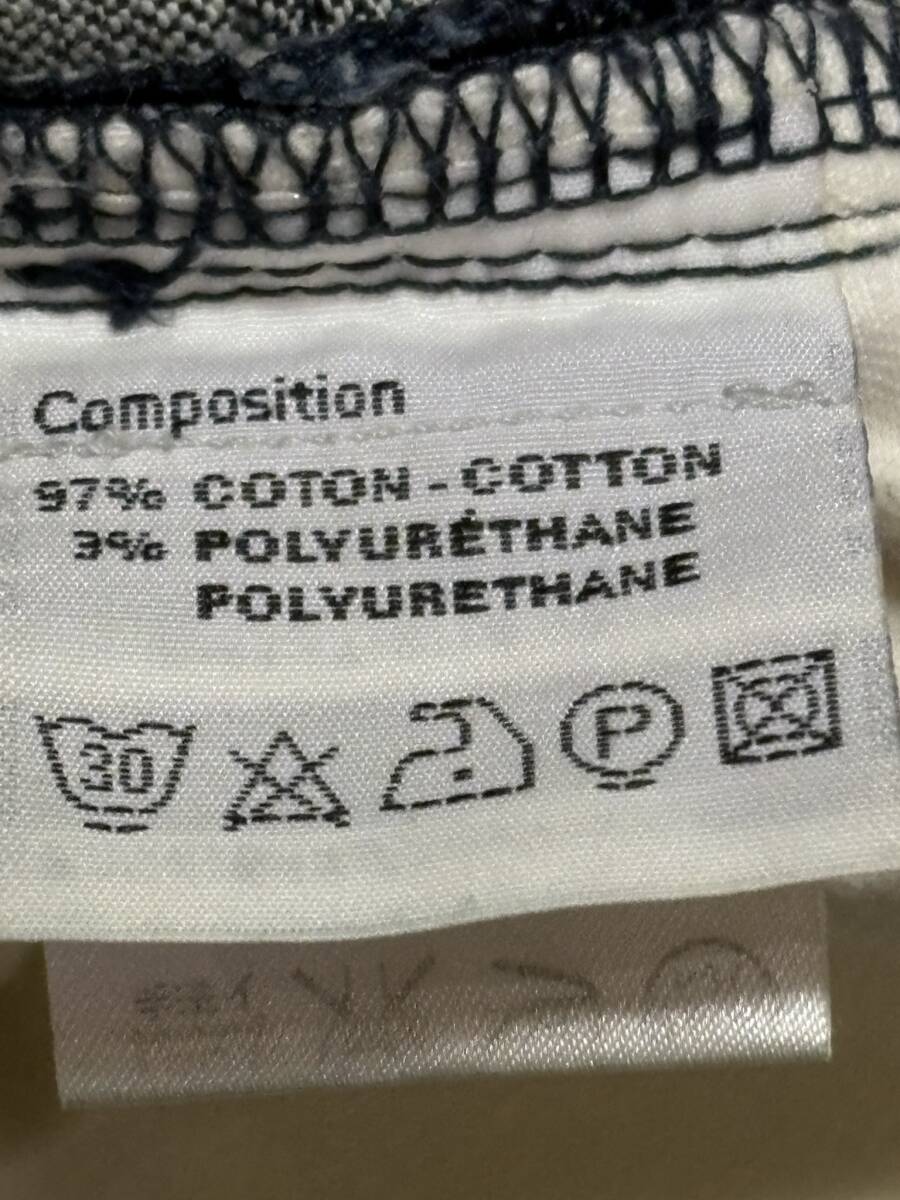 Composition
97% COTON - COTTON
3% POLYURÉTHANE
POLYURETHANE
30
P